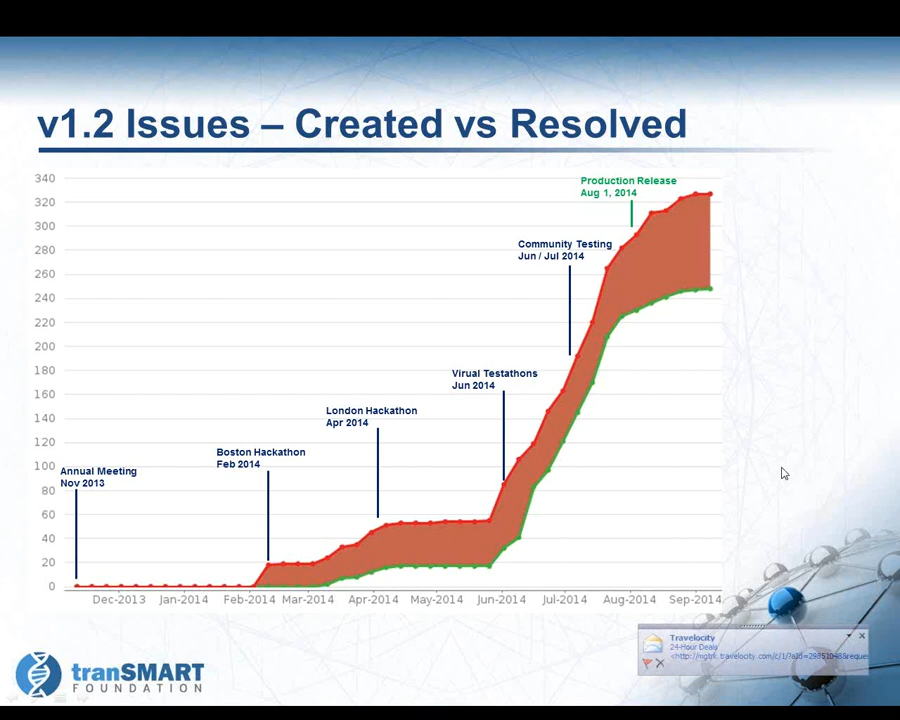 v1.2 Issues – Created vs Resolved
340
320
300
280
260
240
220
200
180
160
140
120
100
80
60
40
20
0
Production Release
Aug 1, 2014
Community Testing
Jun / Jul 2014
Virual Testathons
Jun 2014
London Hackathon
Apr 2014
Boston Hackathon
Feb 2014
Annual Meeting
Nov 2013
Dec-2013 Jan-2014 Feb-2014 Mar-2014 Apr-2014 May-2014 Jun-2014 Jul-2014 Aug-2014 Sep-2014
Travelocity
24-Hour Deals
tranSMART
FOUNDATION